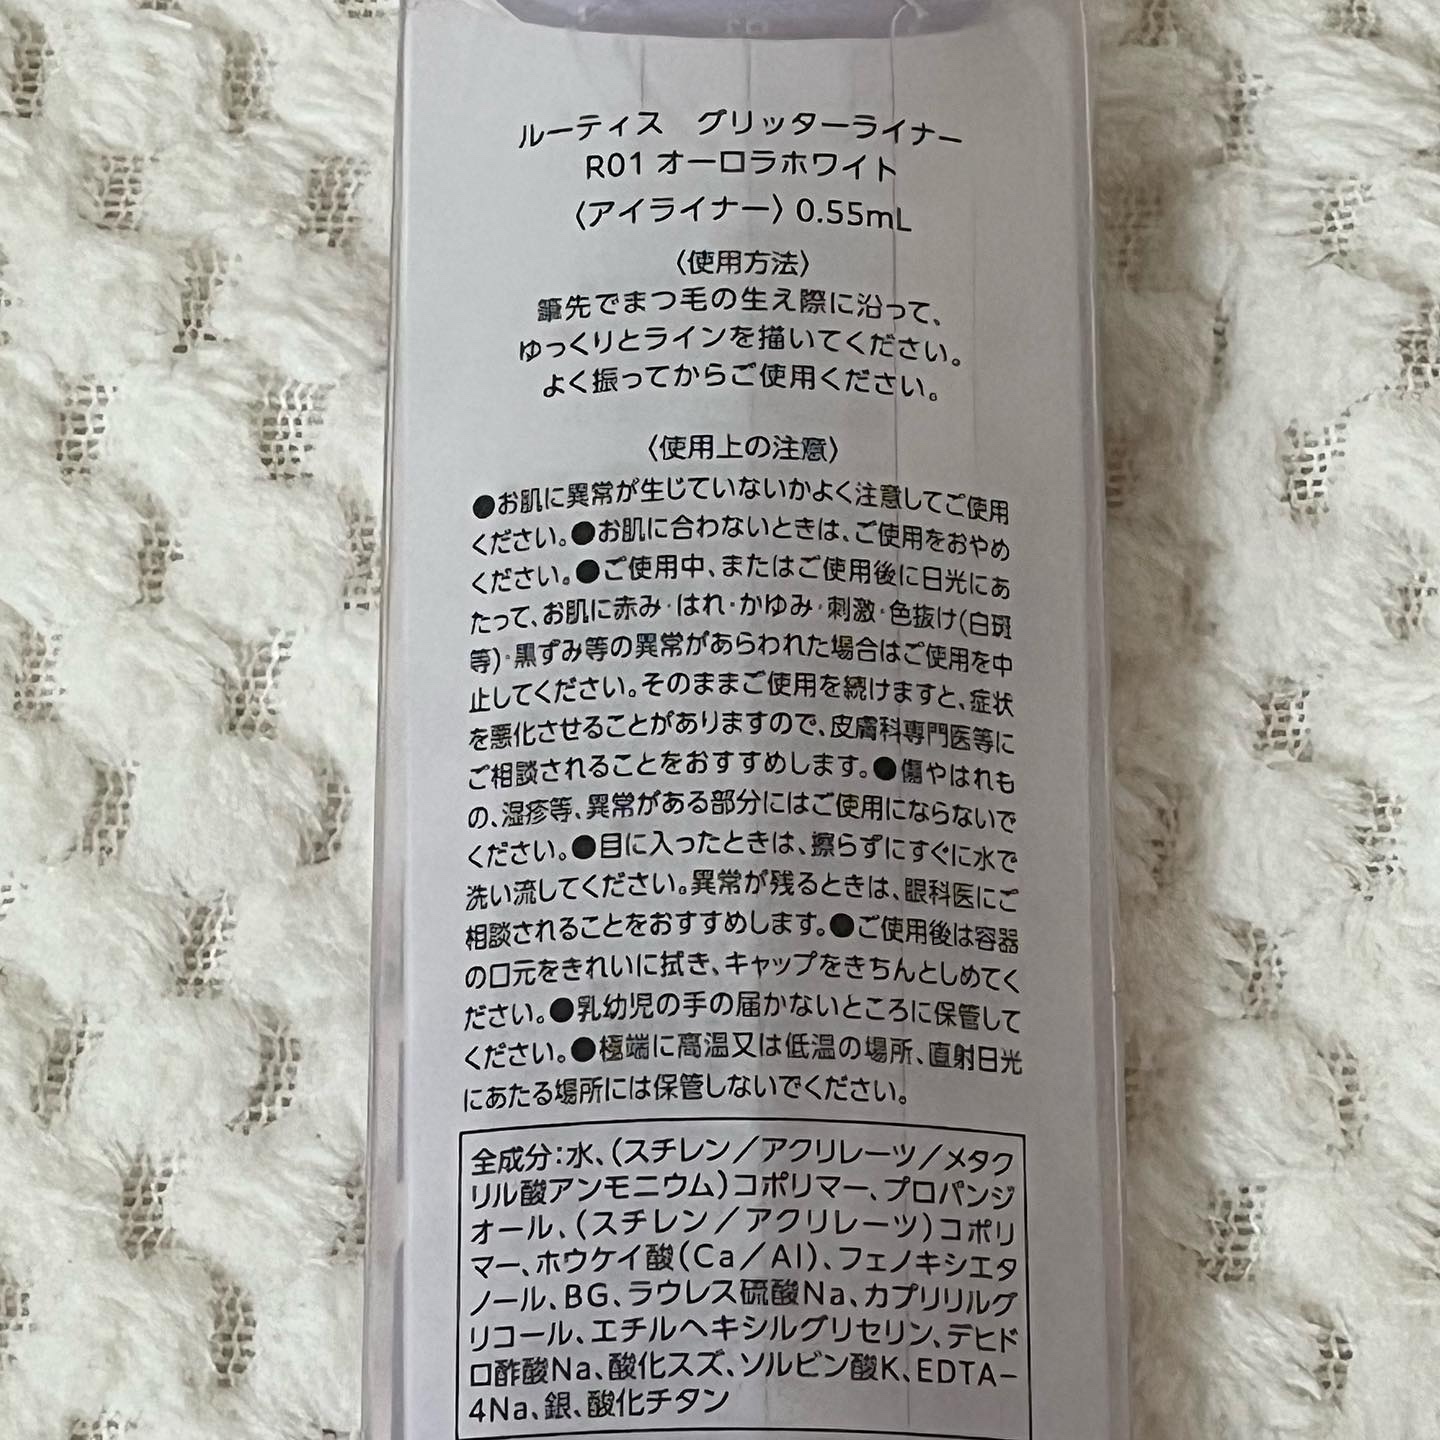 ルーティス グリッターライナー
R01 オーロラホワイト
〈アイライナー〉0.55mL
〈使用方法〉
筆先でまつ毛の生え際に沿って、
ゆっくりとラインを描いてください。
よく振ってからご使用ください。
〈使用上の注意〉
●お肌に異常が生じていないかよく注意してご使用
ください。●お肌に合わないときは、ご使用をおやめ
ください。●ご使用中、またはご使用後に日光にあ
たって、お肌に赤み・はれ・かゆみ・刺激・色抜け(白斑
等)・黒ずみ等の異常があらわれた場合はご使用を中
止してください。そのままご使用を続けますと、症状
を悪化させることがありますので、皮膚科専門医等に
ご相談されることをおすすめします。●傷やはれも
の、湿疹等、異常がある部分にはご使用にならないで
ください。●目に入ったときは、擦らずにすぐに水で
洗い流してください。異常が残るときは、眼科医にご
相談されることをおすすめします。●ご使用後は容器
の口元をきれいに拭き、キャップをきちんとしめてく
ださい。●乳幼児の手の届かないところに保管して
ください。●極端に高温又は低温の場所、直射日光
にあたる場所には保管しないでください。
全成分:水、(スチレン/アクリレーツ/メタク
リル酸アンモニウム)コポリマー、プロパンジ
オール、(スチレン/アクリレーツ)コポリ
マー、ホウケイ酸(Ca/Al)、フェノキシエタ
ノール、BG、ラウレス硫酸Na、カプリリルグ
リコール、エチルヘキシルグリセリン、デヒド
ロ酢酸Na、酸化スズ、ソルビン酸K、EDTA-
4Na、銀、酸化チタン